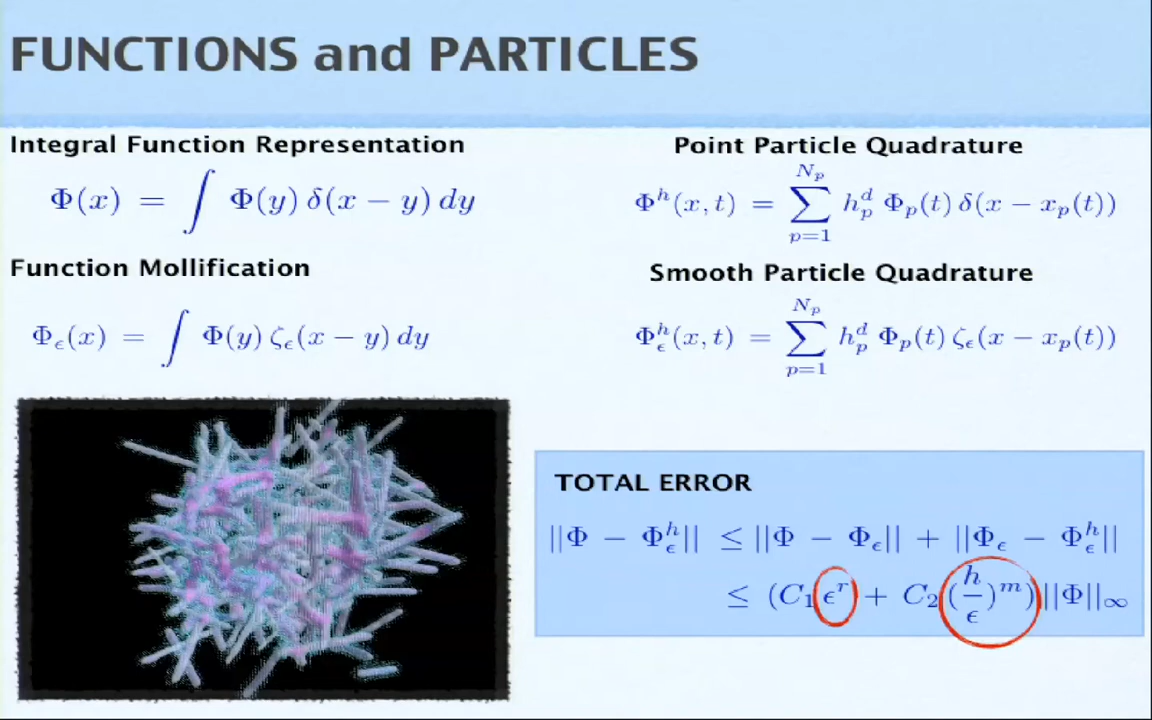 FUNCTIONS and PARTICLES
Integral Function Representation
Φ(x) = ∫ Φ(y) δ(x − y) dy
Function Mollification
Φ_ϵ(x) = ∫ Φ(y) ζ_ϵ(x − y) dy
Point Particle Quadrature
Φ^h(x, t) = ∑_{p=1}^{N_p} h_p^d Φ_p(t) δ(x − x_p(t))
Smooth Particle Quadrature
Φ_ϵ^h(x, t) = ∑_{p=1}^{N_p} h_p^d Φ_p(t) ζ_ϵ(x − x_p(t))
TOTAL ERROR
||Φ − Φ_ϵ^h|| ≤ ||Φ − Φ_ϵ|| + ||Φ_ϵ − Φ_ϵ^h||
≤ (C_1 ϵ^r + C_2 (h/ϵ)^m) ||Φ||_∞